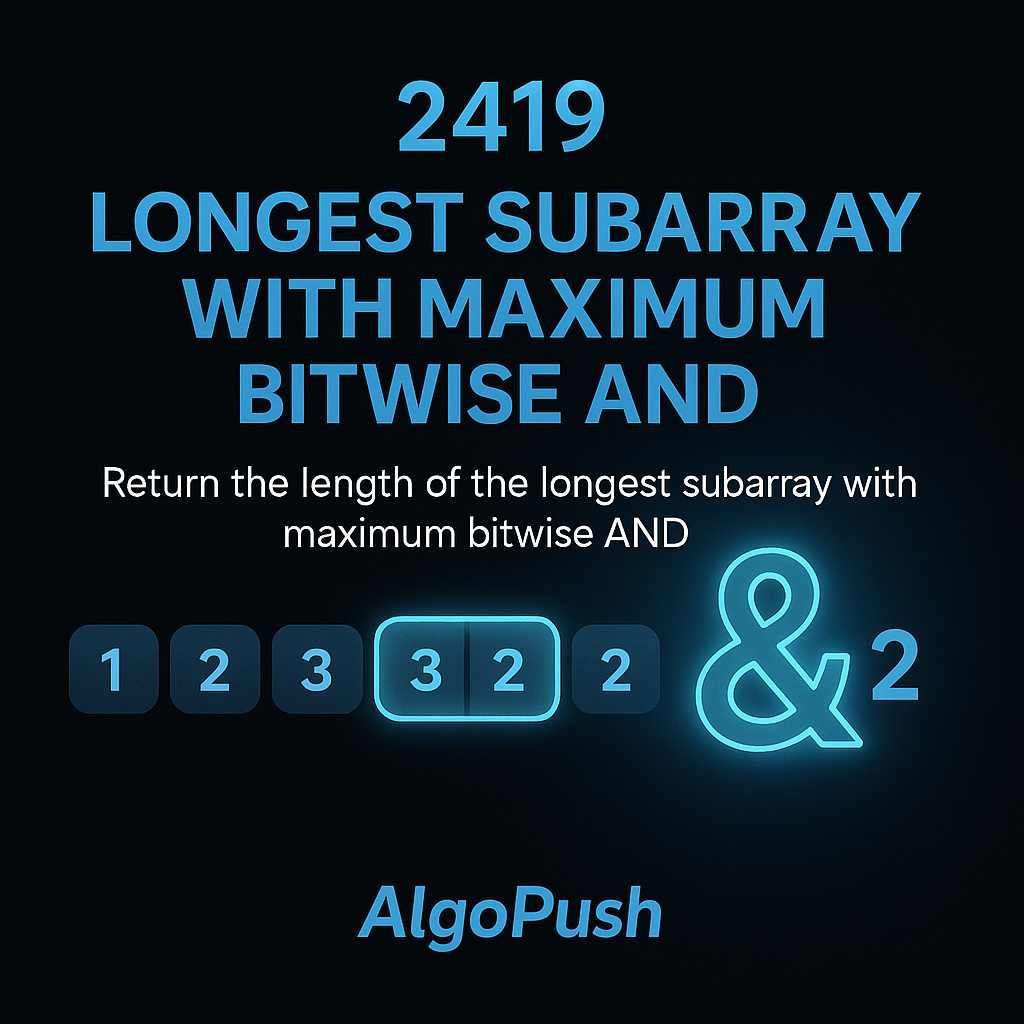 2419
LONGEST SUBARRAY
WITH MAXIMUM
BITWISE AND
Return the length of the longest subarray with
maximum bitwise AND
1 2 3 3 2 2 & 2
AlgoPush